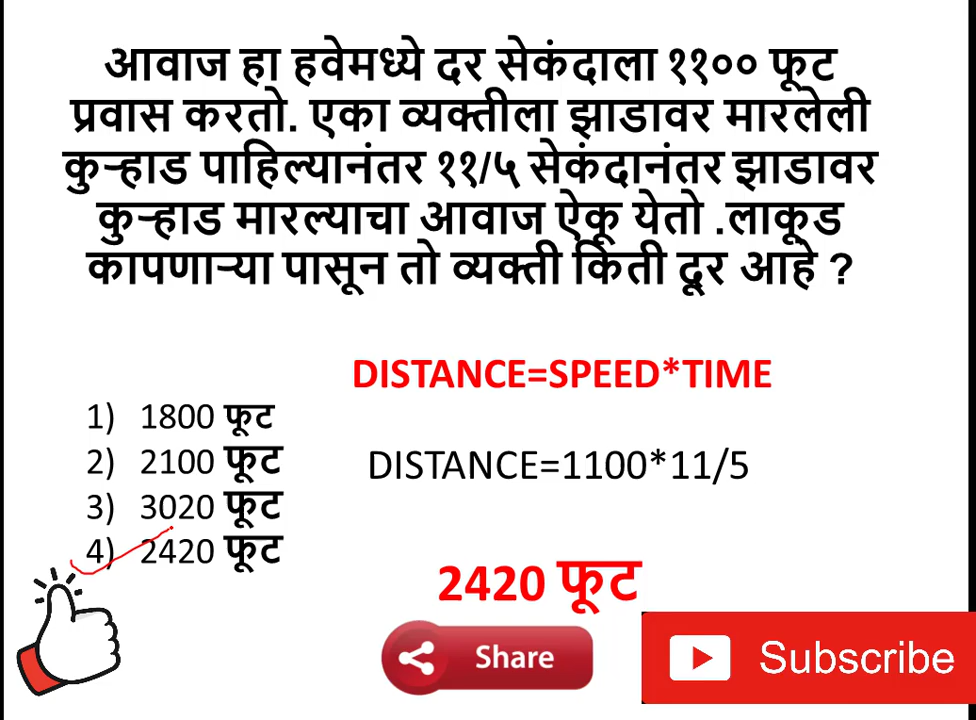 आवाज हा हवेमध्ये दर सेकंदाला ११०० फूट
प्रवास करतो. एका व्यक्तीला झाडावर मारलेली
कुऱ्हाड पाहिल्यानंतर ११/५ सेकंदानंतर झाडावर
कुऱ्हाड मारल्याचा आवाज ऐकू येतो .लाकूड
कापणाऱ्या पासून तो व्यक्ती किती दूर आहे ?
DISTANCE=SPEED*TIME
1) 1800 फूट
2) 2100 फूट
DISTANCE=1100*11/5
3) 3020 फूट
4) 2420 फूट
2420 फूट
Share
Subscribe